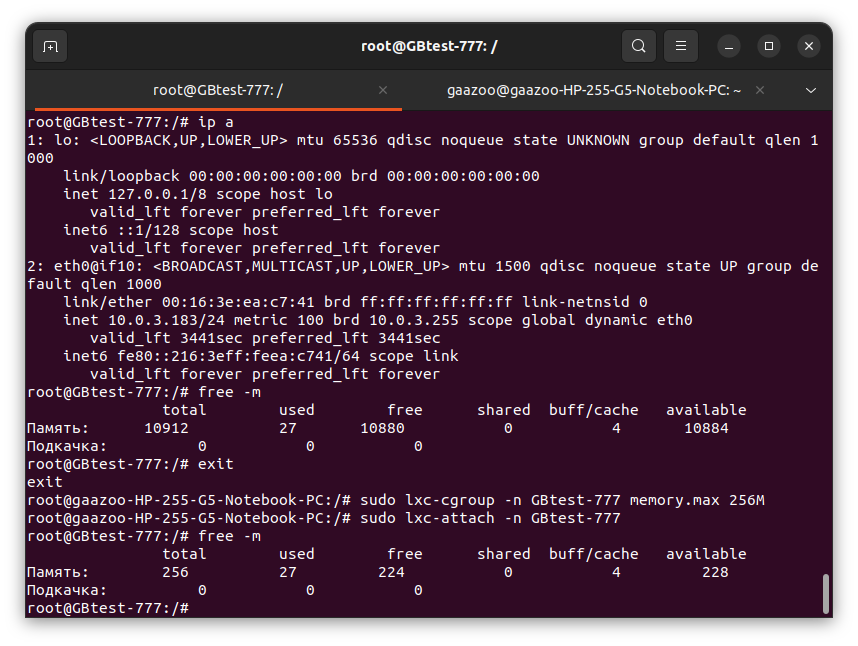 root@GBtest-777: /
root@GBtest-777: /
gaazoo@gaazoo-HP-255-G5-Notebook-PC: ~
root@GBtest-777:/# ip a
1: lo: <LOOPBACK,UP,LOWER_UP> mtu 65536 qdisc noqueue state UNKNOWN group default qlen 1
000
    link/loopback 00:00:00:00:00:00 brd 00:00:00:00:00:00
    inet 127.0.0.1/8 scope host lo
       valid_lft forever preferred_lft forever
    inet6 ::1/128 scope host
       valid_lft forever preferred_lft forever
2: eth0@if10: <BROADCAST,MULTICAST,UP,LOWER_UP> mtu 1500 qdisc noqueue state UP group de
fault qlen 1000
    link/ether 00:16:3e:ea:c7:41 brd ff:ff:ff:ff:ff:ff link-netnsid 0
    inet 10.0.3.183/24 metric 100 brd 10.0.3.255 scope global dynamic eth0
       valid_lft 3441sec preferred_lft 3441sec
    inet6 fe80::216:3eff:feea:c741/64 scope link
       valid_lft forever preferred_lft forever
root@GBtest-777:/# free -m
               total        used        free      shared  buff/cache   available
Память:      10912          27       10880           0           4       10884
Подкачка:          0           0           0
root@GBtest-777:/# exit
exit
root@gaazoo-HP-255-G5-Notebook-PC:/# sudo lxc-cgroup -n GBtest-777 memory.max 256M
root@gaazoo-HP-255-G5-Notebook-PC:/# sudo lxc-attach -n GBtest-777
root@GBtest-777:/# free -m
               total        used        free      shared  buff/cache   available
Память:        256          27         224           0           4         228
Подкачка:          0           0           0
root@GBtest-777:/#